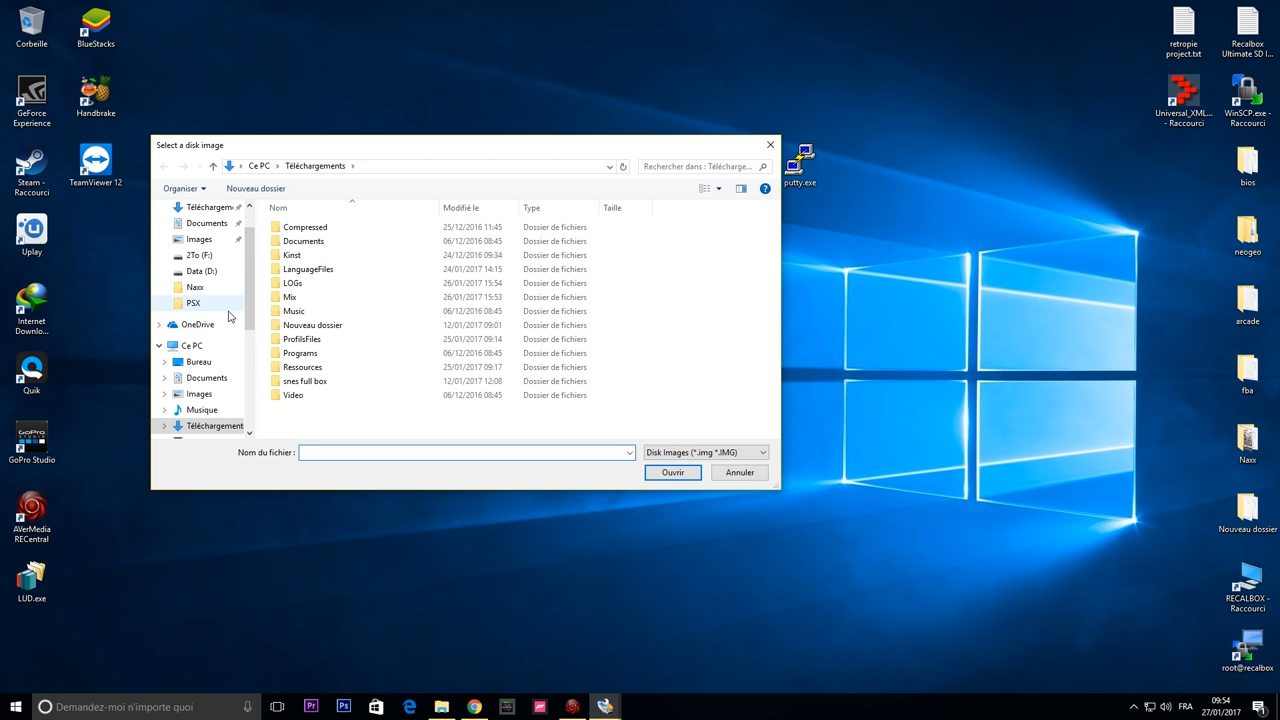 Corbeille
BlueStacks
GeForce
Experience
Handbrake
Steam -
Raccourci
TeamViewer 12
Uplay
Internet
Downlo...
Quik
GoPro Studio
AVerMedia
RECentral
LUD.exe
Select a disk image
Ce PC
Téléchargements
Rechercher dans : Télécharge...
Organiser
Nouveau dossier
Téléchargem
Documents
Images
2To (F:)
Data (D:)
Naxx
PSX
OneDrive
Ce PC
Bureau
Documents
Images
Musique
Téléchargement
Nom Modifié le Type Taille
Compressed 25/12/2016 11:45 Dossier de fichiers
Documents 06/12/2016 08:45 Dossier de fichiers
Kinst 24/12/2016 09:34 Dossier de fichiers
LanguageFiles 24/01/2017 14:15 Dossier de fichiers
LOGs 26/01/2017 15:54 Dossier de fichiers
Mix 26/01/2017 15:53 Dossier de fichiers
Music 06/12/2016 08:45 Dossier de fichiers
Nouveau dossier 12/01/2017 09:01 Dossier de fichiers
ProfilsFiles 25/01/2017 09:14 Dossier de fichiers
Programs 06/12/2016 08:45 Dossier de fichiers
Ressources 25/01/2017 09:17 Dossier de fichiers
snes full box 12/01/2017 12:08 Dossier de fichiers
Video 06/12/2016 08:45 Dossier de fichiers
Nom du fichier :
Disk Images (*.img *.IMG)
Ouvrir
Annuler
putty.exe
retropie
project.txt
Recalbox
Ultimate SD I...
Universal_XML...
- Raccourci
WinSCP.exe -
Raccourci
bios
neogeo
arcade
fba
Naxx
Nouveau dossier
RECALBOX -
Raccourci
root@recalbox
Demandez-moi n'importe quoi
Pr
Ps
FRA
09:54
27/01/2017